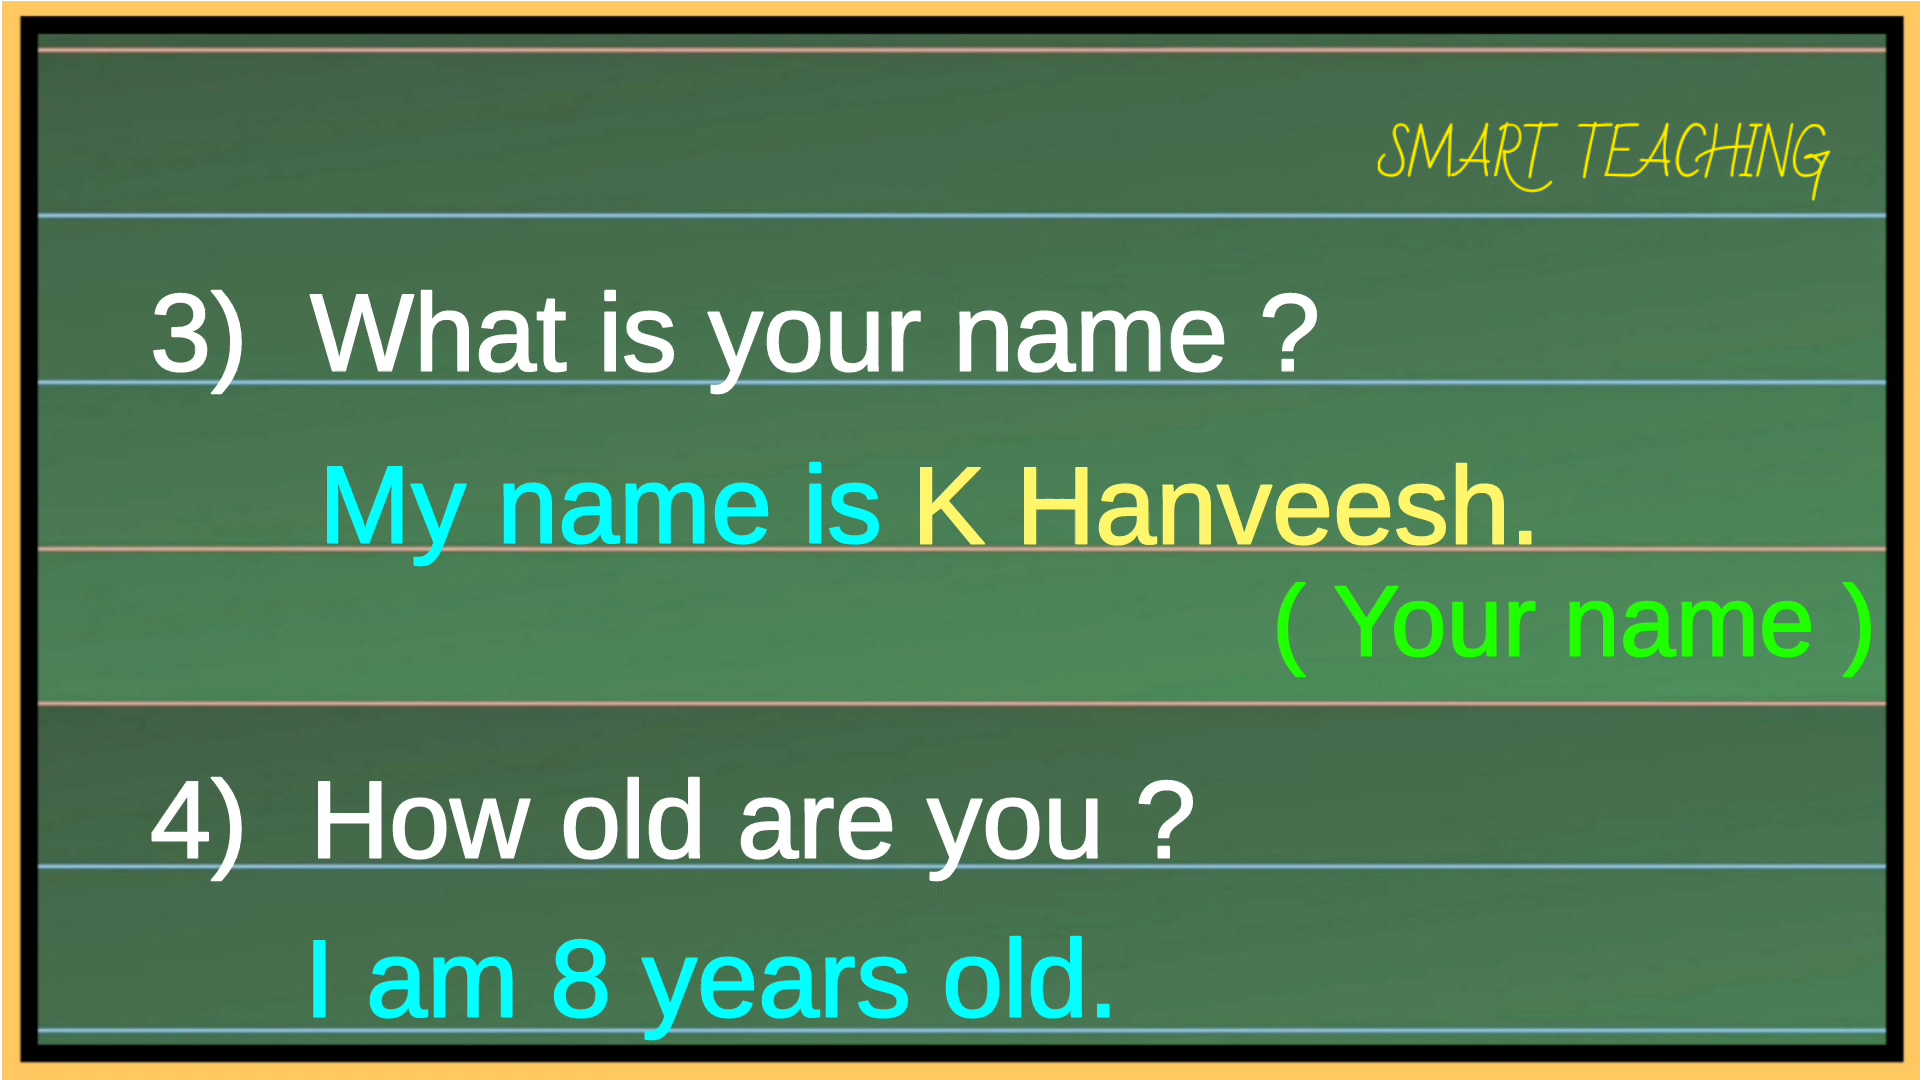 SMART TEACHING
3) What is your name ?
My name is K Hanveesh.
( Your name )
4) How old are you ?
I am 8 years old.